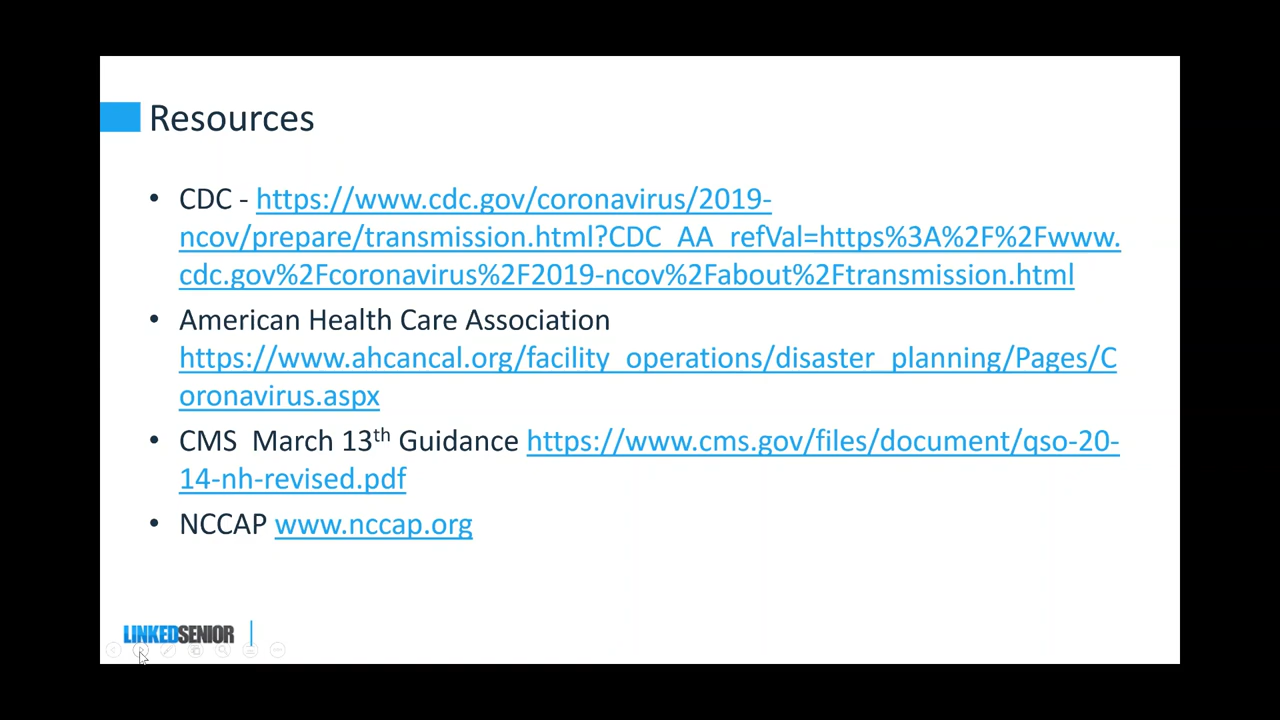 Resources
• CDC - https://www.cdc.gov/coronavirus/2019-
ncov/prepare/transmission.html?CDC_AA_refVal=https%3A%2F%2Fwww.
cdc.gov%2Fcoronavirus%2F2019-ncov%2Fabout%2Ftransmission.html
• American Health Care Association
https://www.ahcancal.org/facility_operations/disaster_planning/Pages/C
oronavirus.aspx
• CMS  March 13th Guidance https://www.cms.gov/files/document/qso-20-
14-nh-revised.pdf
• NCCAP www.nccap.org
LINKEDSENIOR